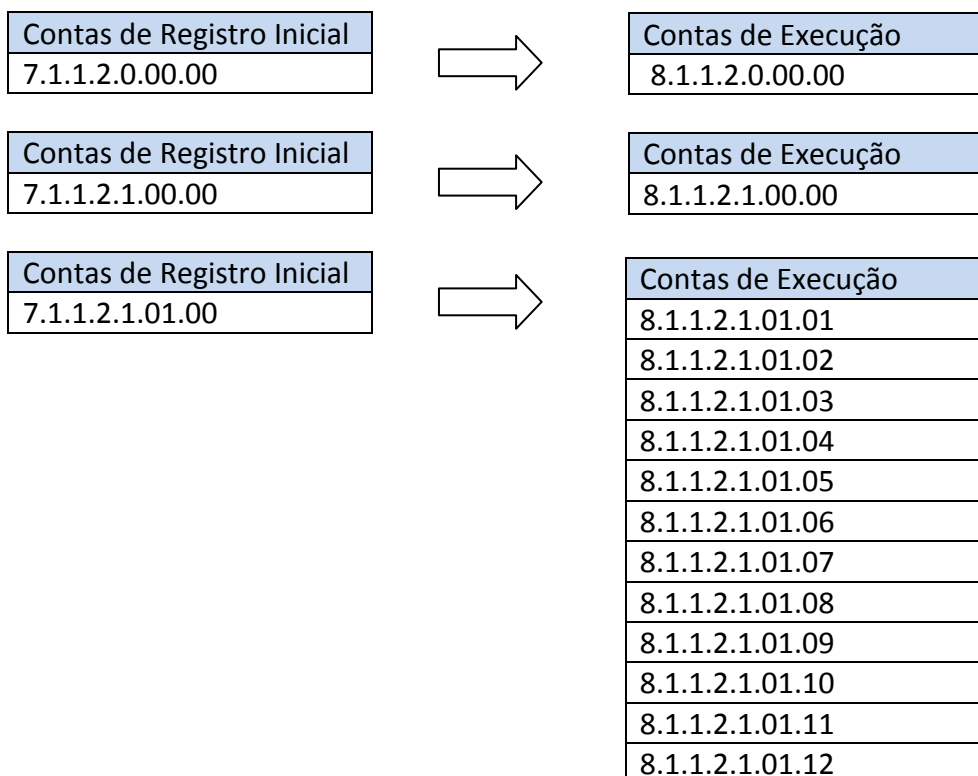 Contas de Registro Inicial
7.1.1.2.0.00.00
Contas de Execução
8.1.1.2.0.00.00
Contas de Registro Inicial
7.1.1.2.1.00.00
Contas de Execução
8.1.1.2.1.00.00
Contas de Registro Inicial
7.1.1.2.1.01.00
Contas de Execução
8.1.1.2.1.01.01
8.1.1.2.1.01.02
8.1.1.2.1.01.03
8.1.1.2.1.01.04
8.1.1.2.1.01.05
8.1.1.2.1.01.06
8.1.1.2.1.01.07
8.1.1.2.1.01.08
8.1.1.2.1.01.09
8.1.1.2.1.01.10
8.1.1.2.1.01.11
8.1.1.2.1.01.12